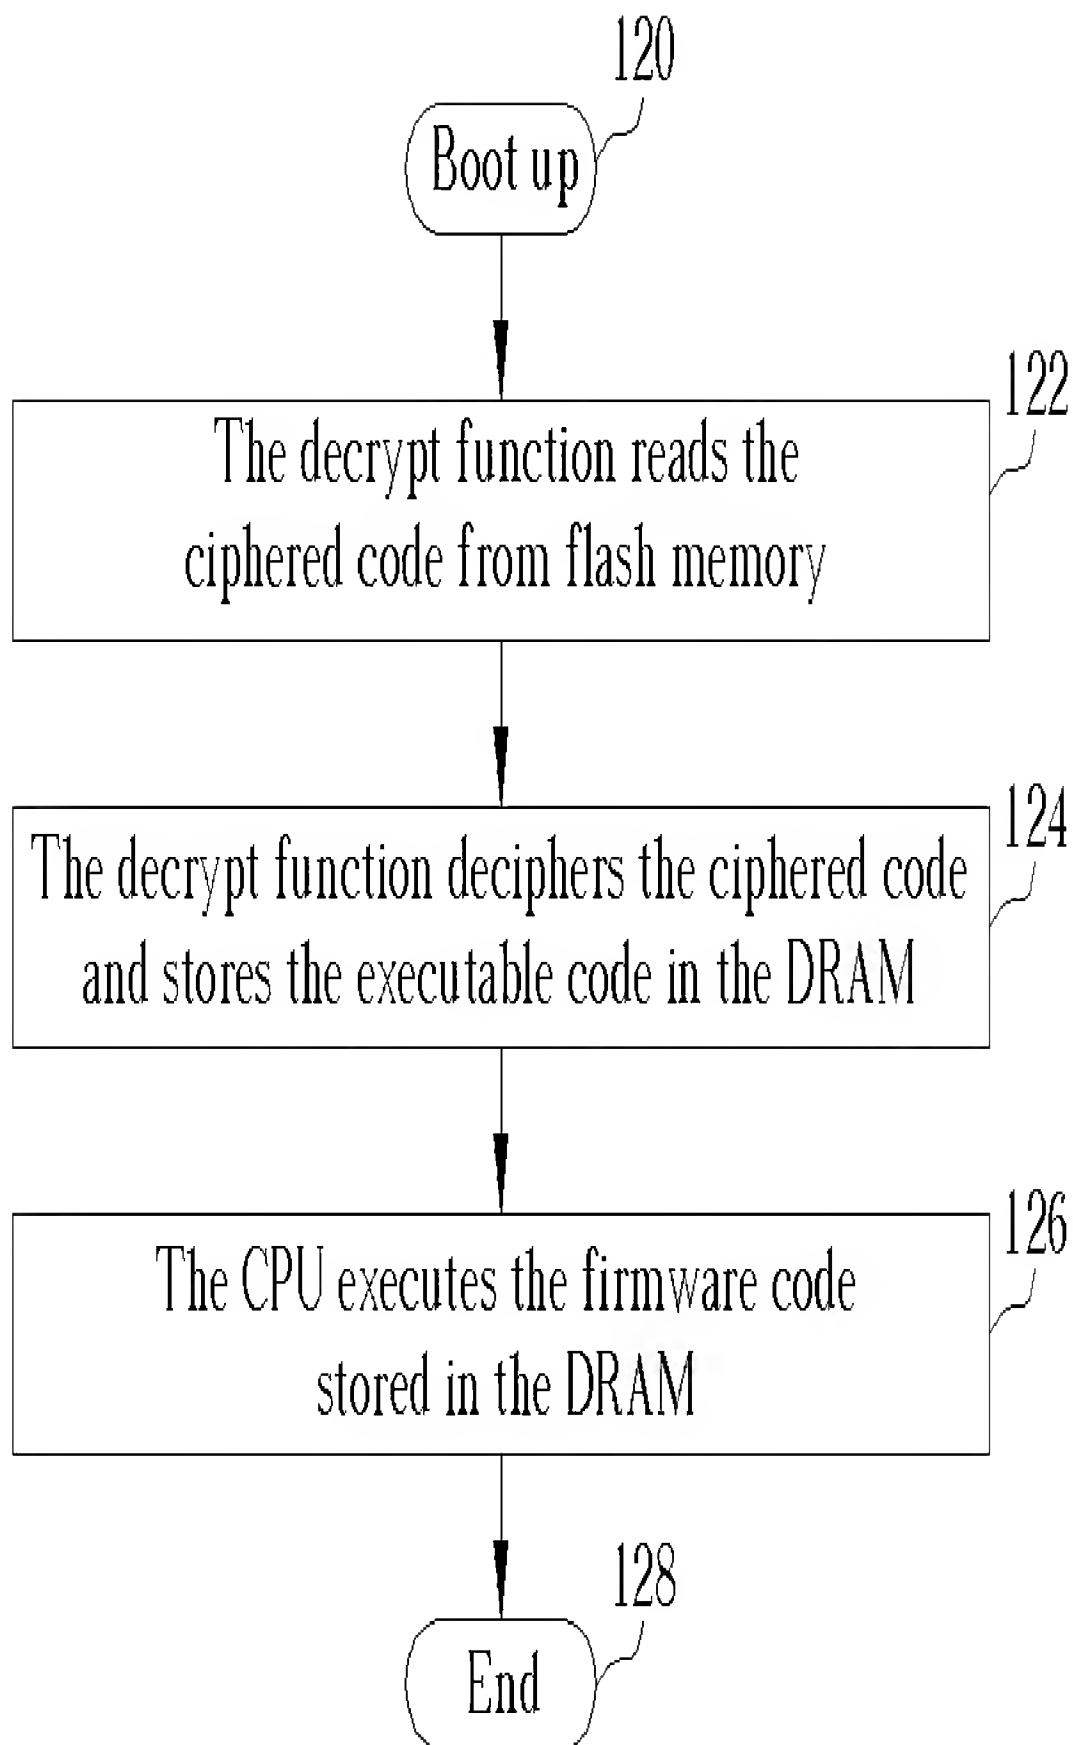 120
Boot up
122
The decrypt function reads the
ciphered code from flash memory
124
The decrypt function deciphers the ciphered code
and stores the executable code in the DRAM
126
The CPU executes the firmware code
stored in the DRAM
128
End